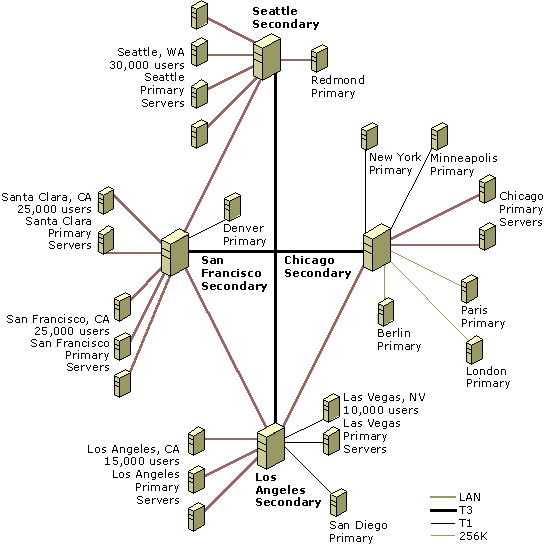 Seattle
Secondary
Seattle, WA
30,000 users
Seattle
Primary
Servers
Redmond
Primary
New York
Primary
Minneapolis
Primary
Santa Clara, CA
25,000 users
Santa Clara
Primary
Servers
Denver
Primary
Chicago
Primary
Servers
San
Francisco
Secondary
Chicago
Secondary
San Francisco, CA
25,000 users
San Francisco
Primary
Servers
Berlin
Primary
Paris
Primary
London
Primary
Los Angeles, CA
15,000 users
Los Angeles
Primary
Servers
Las Vegas, NV
10,000 users
Las Vegas
Primary
Servers
Los
Angeles
Secondary
San Diego
Primary
LAN
T3
T1
256K